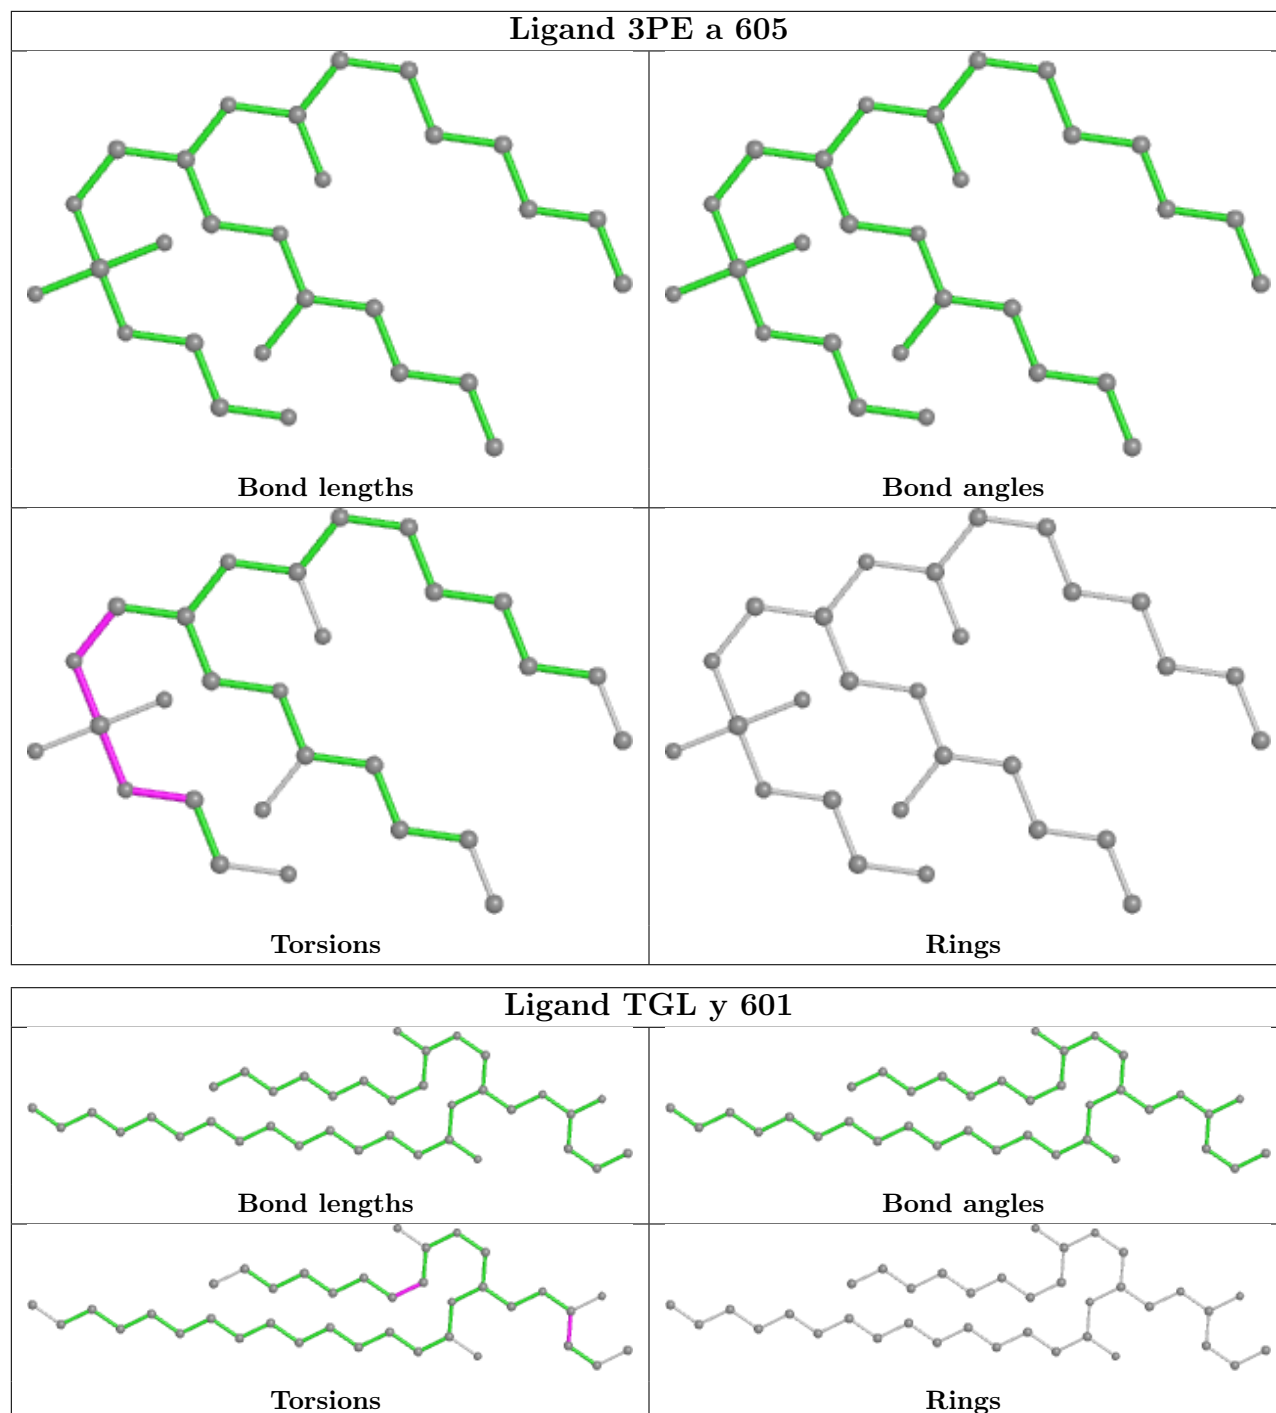 Ligand 3PE a 605
Bond lengths
Bond angles
Torsions
Rings
Ligand TGL y 601
Bond lengths
Bond angles
Torsions
Rings